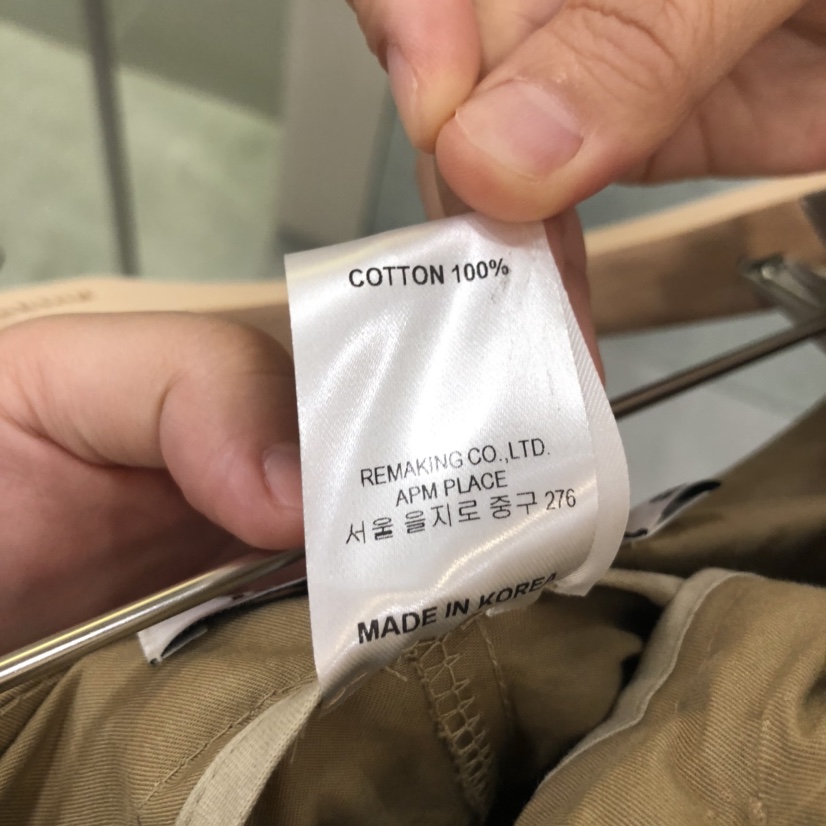 COTTON 100%
REMAKING CO.,LTD.
APM PLACE
서울 을지로 중구 276
MADE IN KOREA